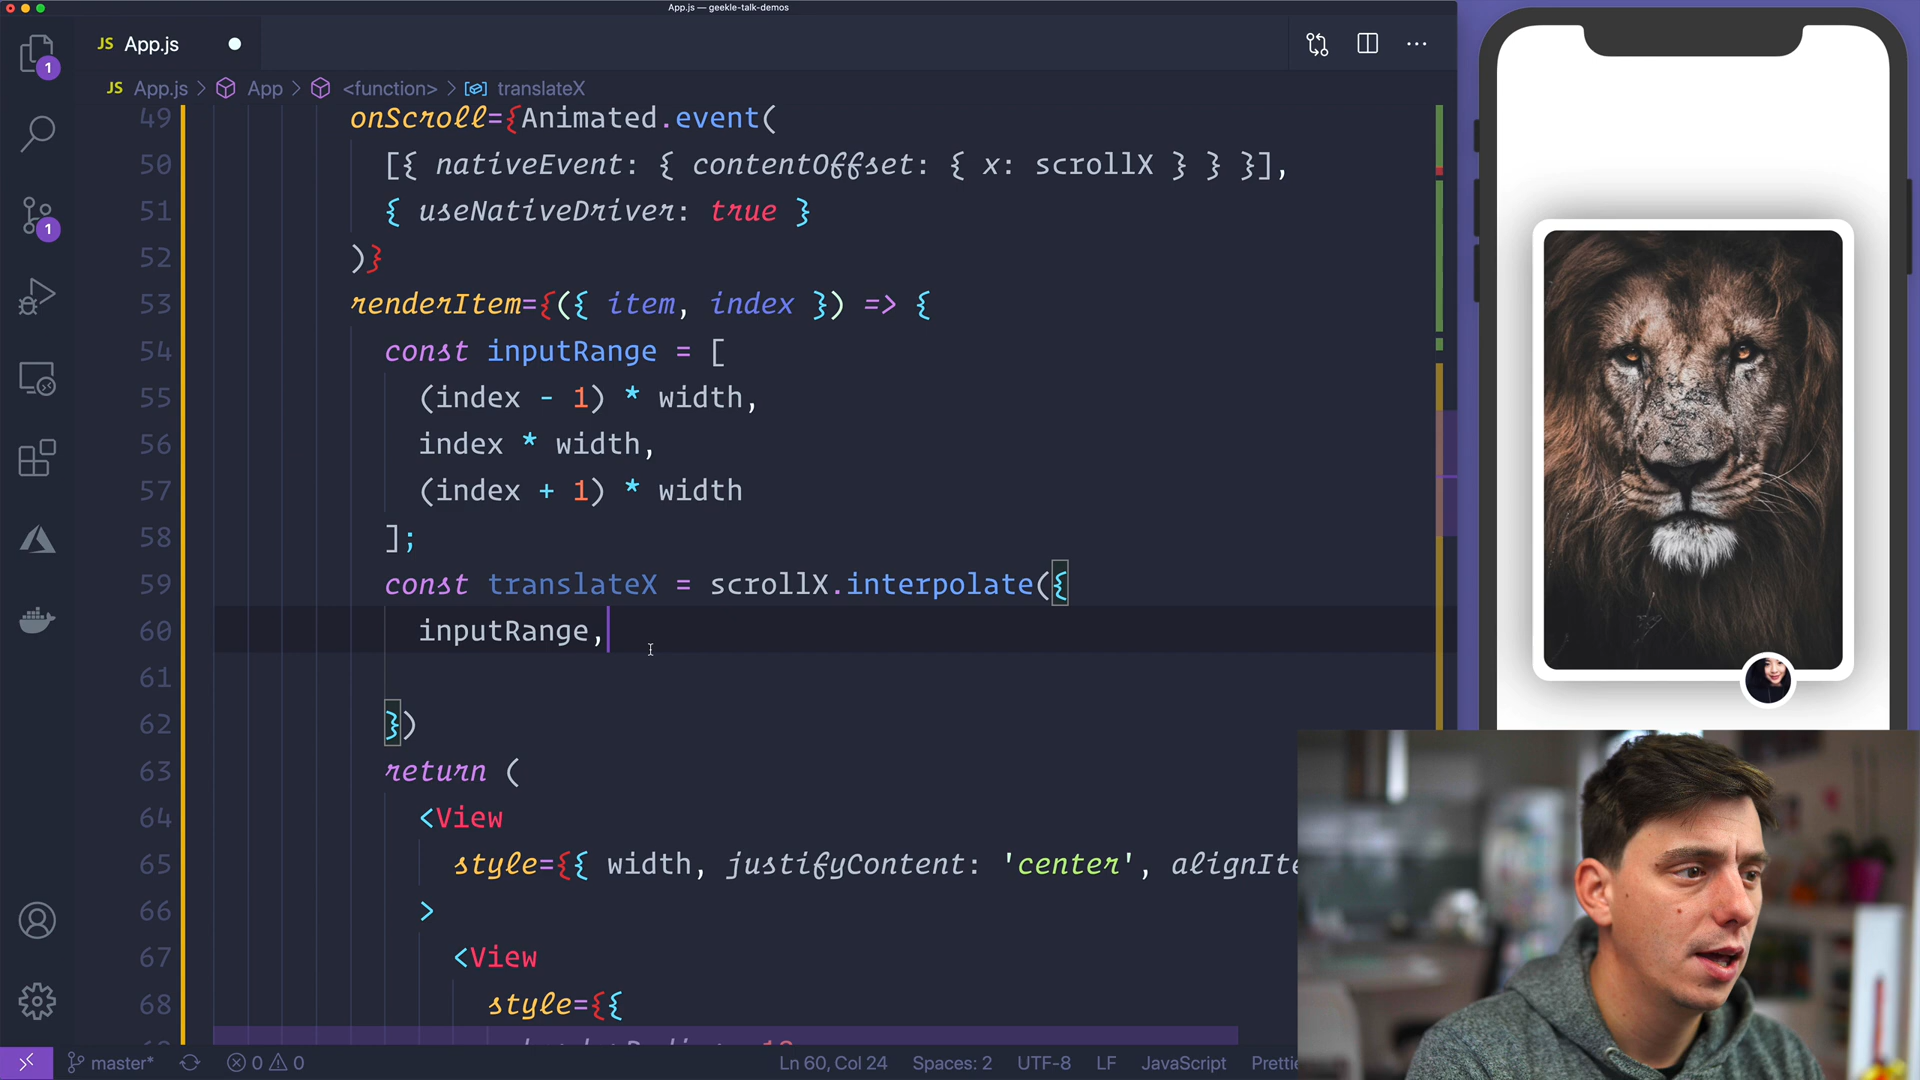 App.js — geekle-talk-demos
JS App.js
JS App.js > App > <function> > translateX
1
1
49 onScroll={Animated.event(
50 [{ nativeEvent: { contentOffset: { x: scrollX } } }],
51 { useNativeDriver: true }
52 )}
53 renderItem={({ item, index }) => {
54 const inputRange = [
55 (index - 1) * width,
56 index * width,
57 (index + 1) * width
58 ];
59 const translateX = scrollX.interpolate({
60 inputRange,
61
62 })
63 return (
64 <View
65 style={{ width, justifyContent: 'center', alignIte
66 >
67 <View
68 style={{
master* 0 0 Ln 60, Col 24 Spaces: 2 UTF-8 LF JavaScript Prettie